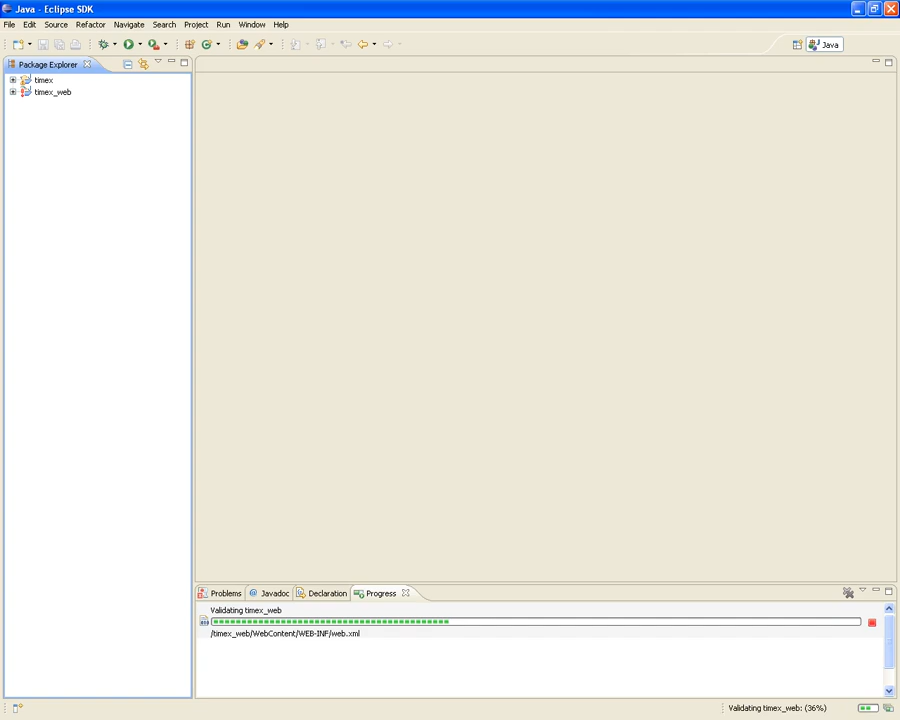 Java - Eclipse SDK
File Edit Source Refactor Navigate Search Project Run Window Help
Java
Package Explorer
timex
timex_web
Problems Javadoc Declaration Progress
Validating timex_web
/timex_web/WebContent/WEB-INF/web.xml
Validating timex_web: (36%)